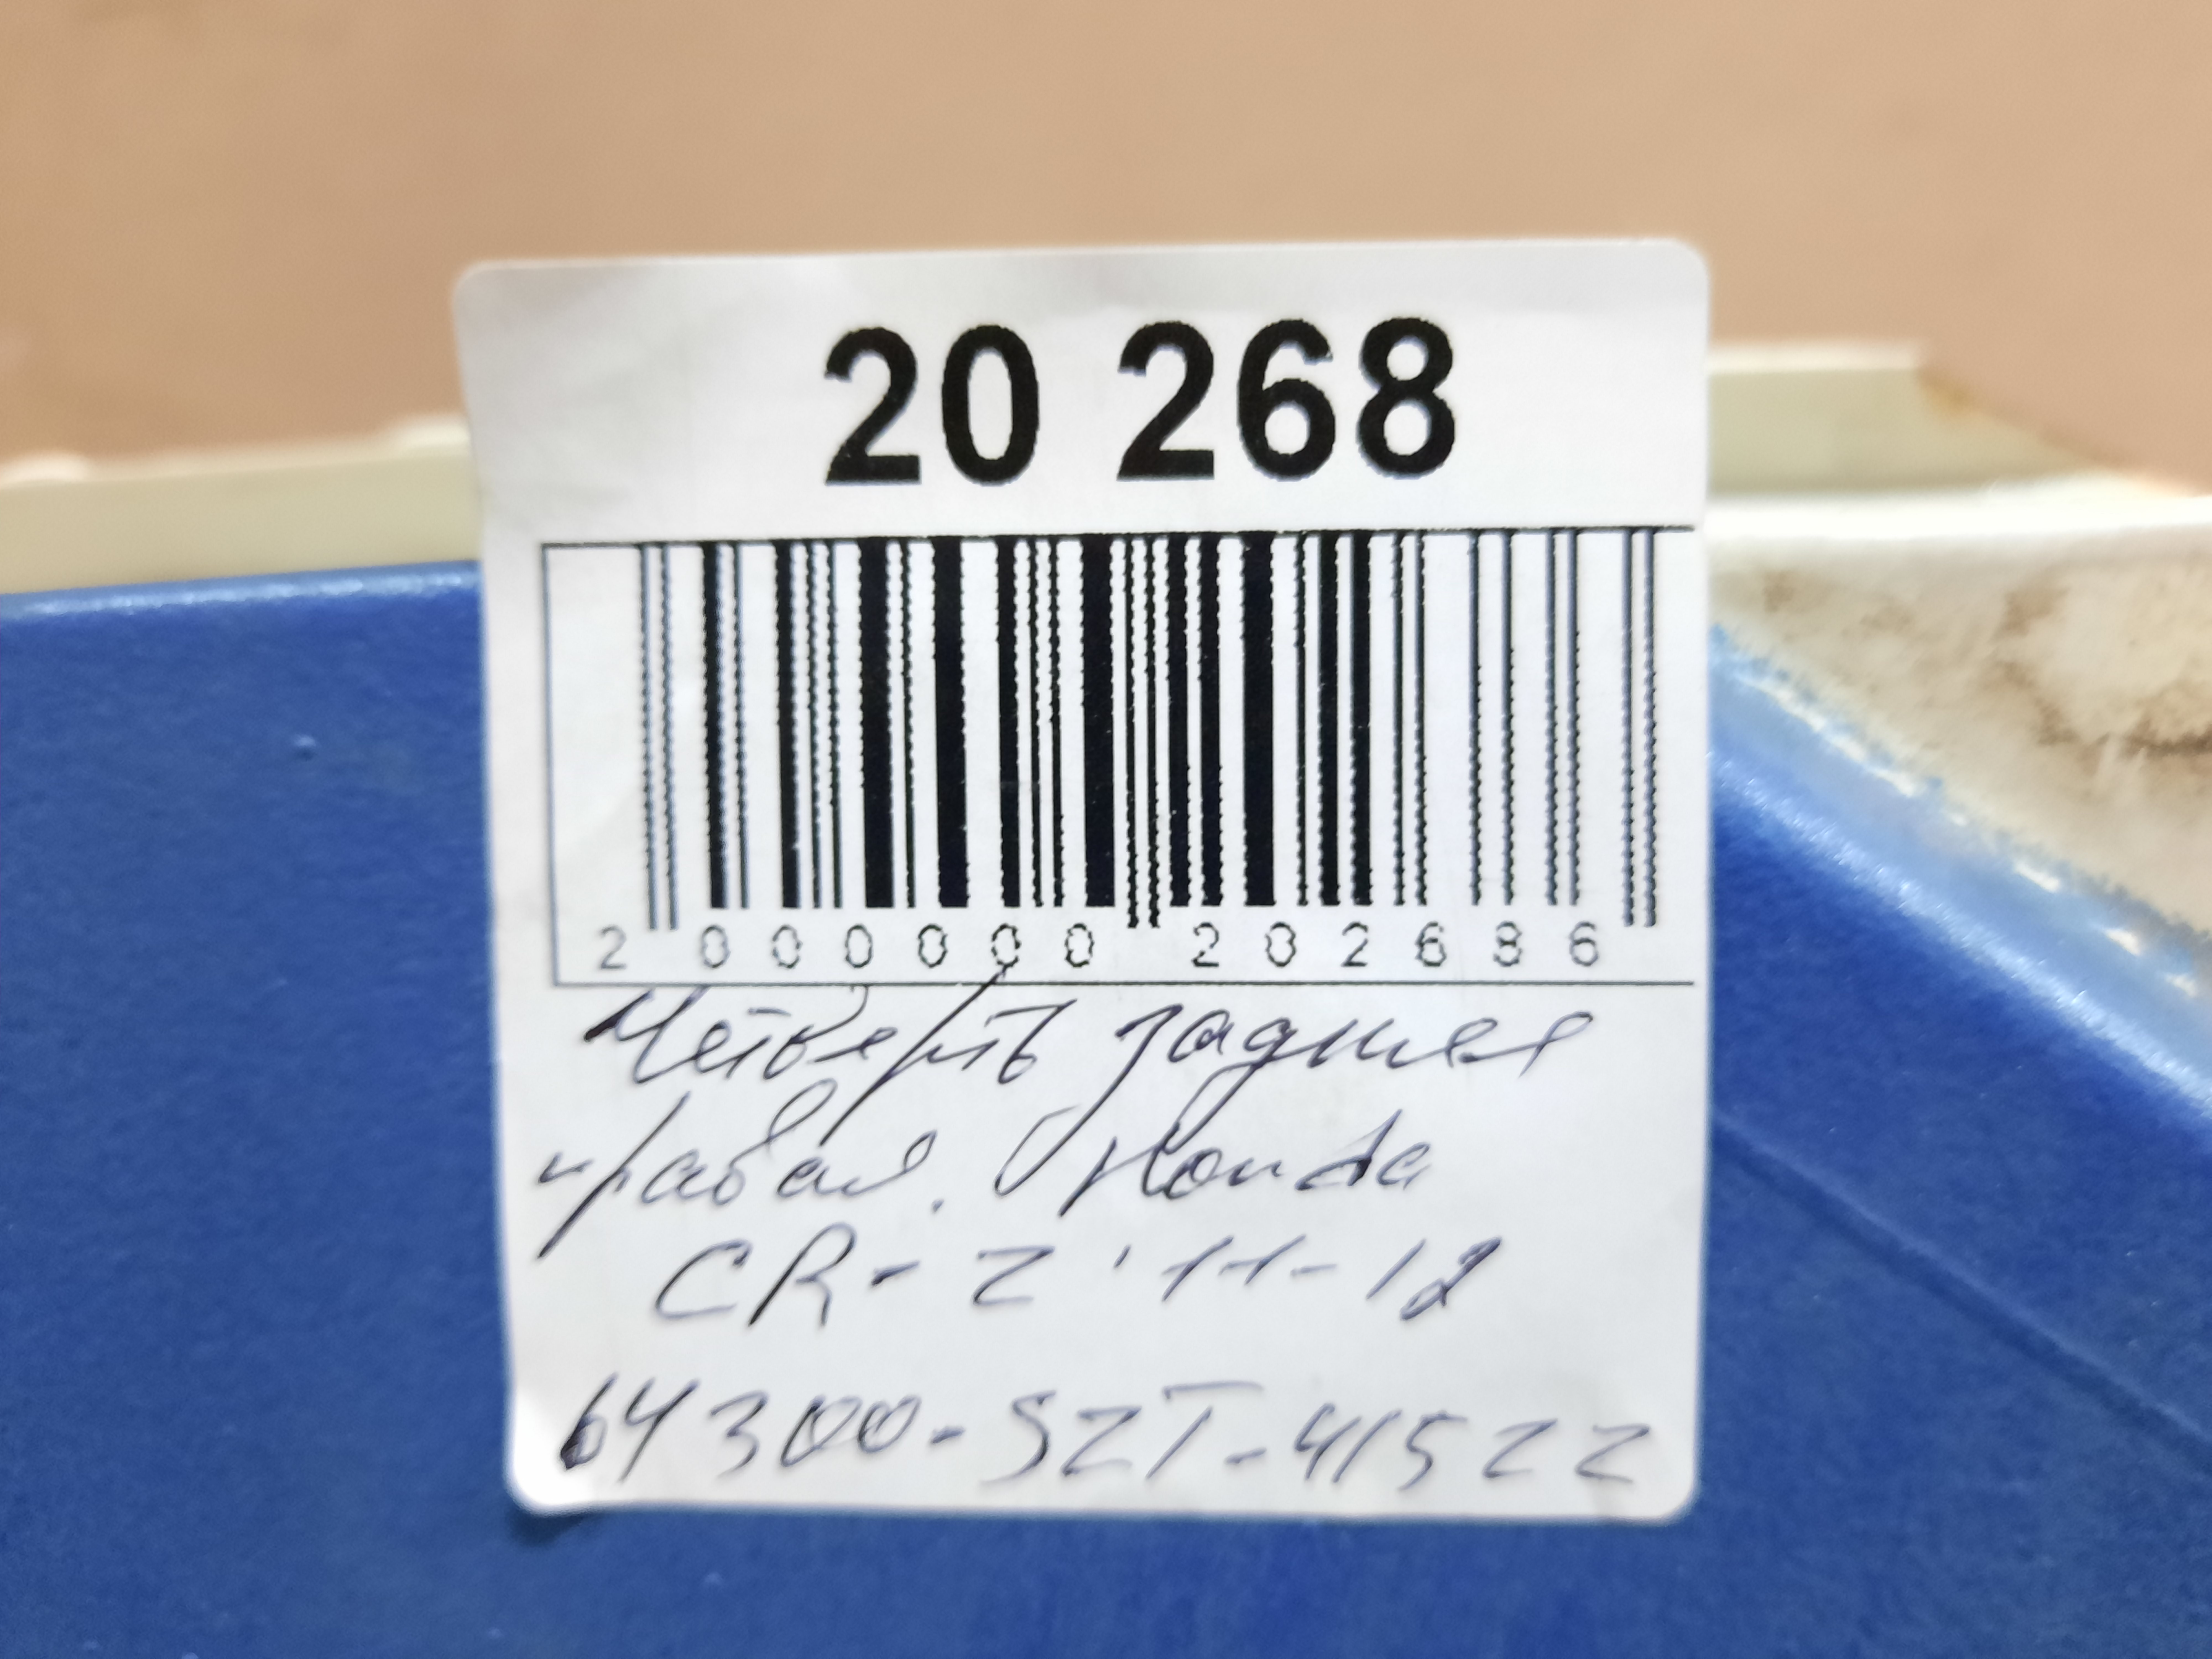 20 268
2 000000 202686
Четверть задняя
правая. Honda
CR-Z '11-12
64300-SZT-415ZZ